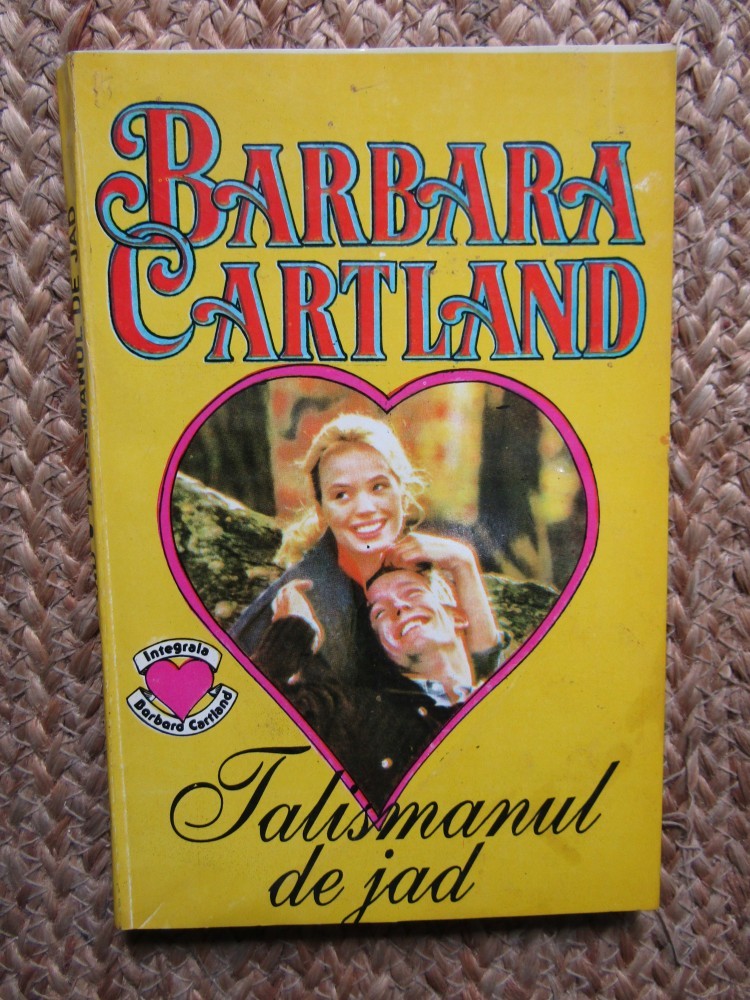 BARBARA
CARTLAND
Integrala
Barbara Cartland
Talismanul
de jad
TALISMANUL DE JAD